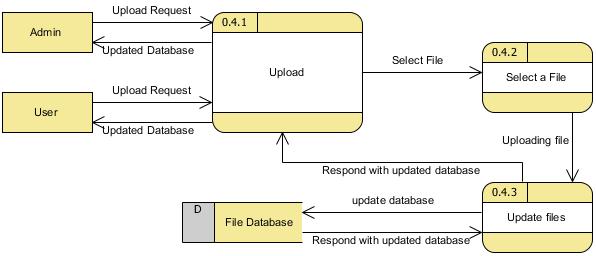 Upload Request
0.4.1
Admin
Updated Database
Upload
Select File
0.4.2
Select a File
Upload Request
User
Updated Database
Uploading file
Respond with updated database
0.4.3
D
File Database
update database
Update files
Respond with updated database